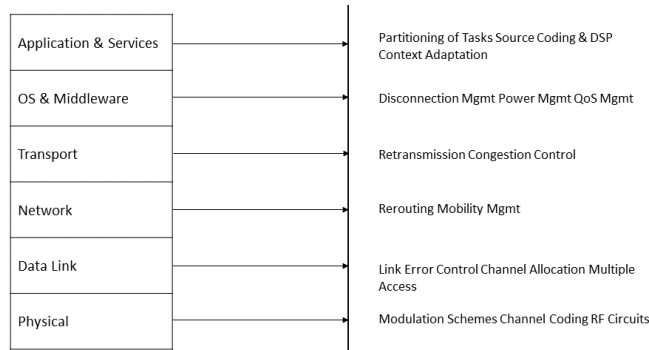 Application & Services
Partitioning of Tasks Source Coding & DSP
Context Adaptation
OS & Middleware
Disconnection Mgmt Power Mgmt QoS Mgmt
Transport
Retransmission Congestion Control
Network
Rerouting Mobility Mgmt
Data Link
Link Error Control Channel Allocation Multiple
Access
Physical
Modulation Schemes Channel Coding RF Circuits